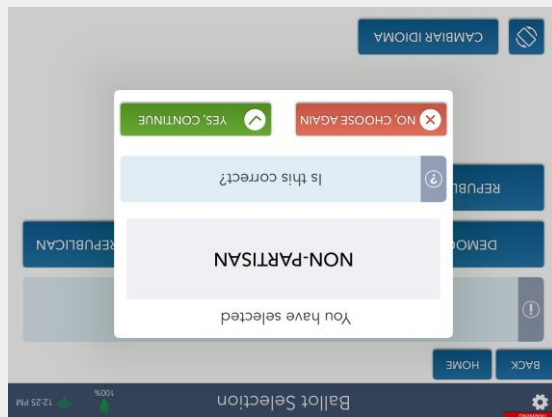 Ballot Selection
100%
12:25 PM
BACK
HOME
You have selected
NON-PARTISAN
DEMOC
REPUBLICAN
REPUBL
Is this correct?
NO, CHOOSE AGAIN
YES, CONTINUE
CAMBIAR IDIOMA